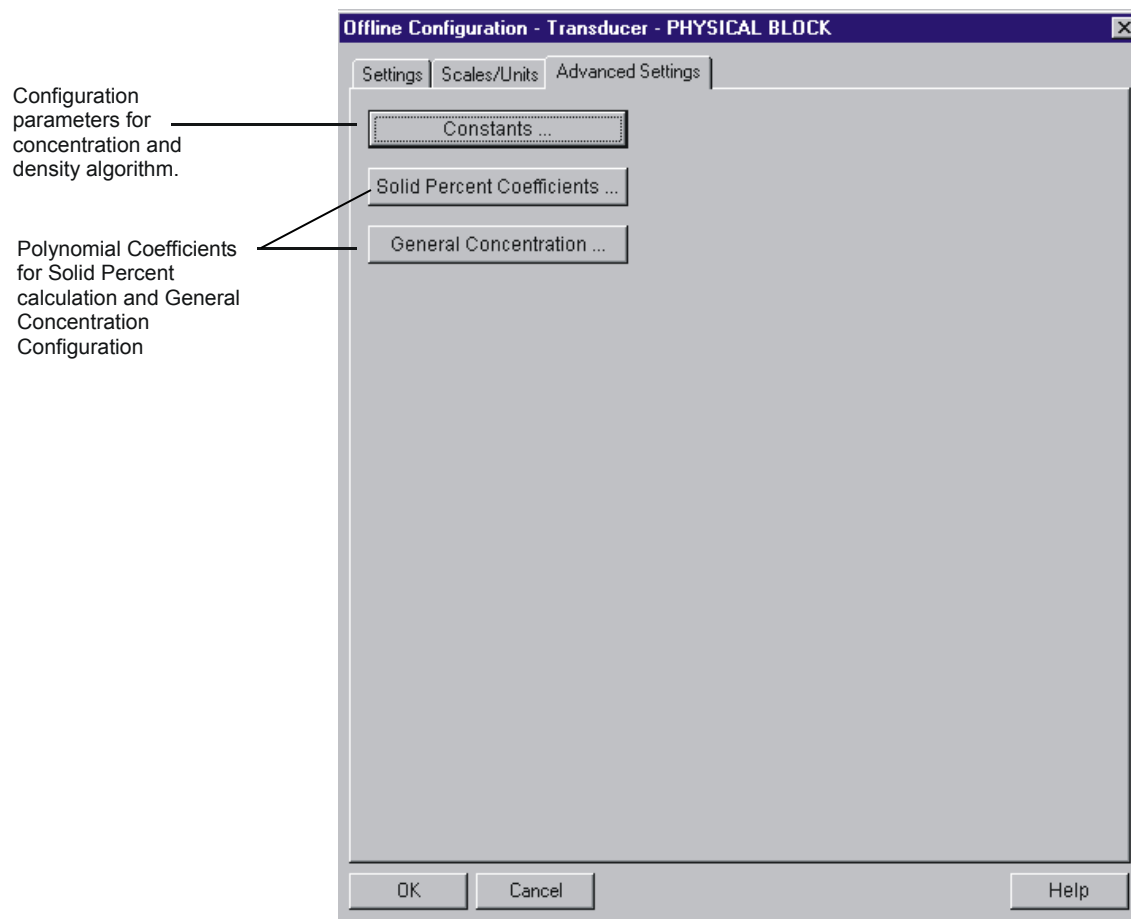 Offline Configuration - Transducer - PHYSICAL BLOCK
Settings
Scales/Units
Advanced Settings
Configuration
parameters for
concentration and
density algorithm.
Constants ...
Solid Percent Coefficients ...
General Concentration ...
Polynomial Coefficients
for Solid Percent
calculation and General
Concentration
Configuration
OK
Cancel
Help